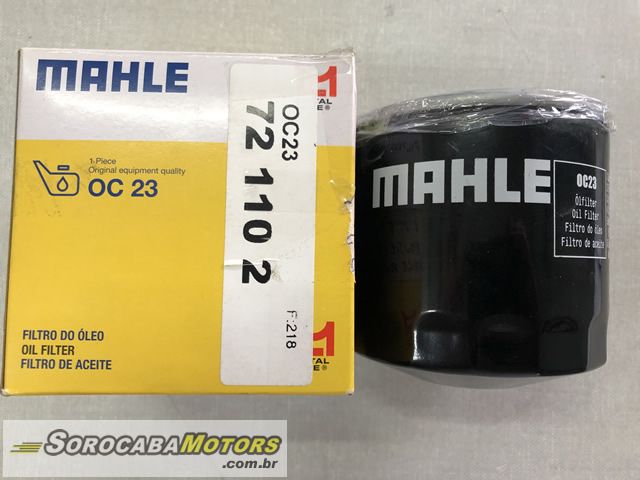 MAHLE
1 Piece
Original equipment quality
OC 23
FILTRO DO ÓLEO
OIL FILTER
FILTRO DE ACEITE
OC23
72 110 2
F:218
MAHLE
OC23
Ölfilter
Oil Filter
Filtro do óleo
Filtro de aceite
SOROCABAMOTORS
.com.br